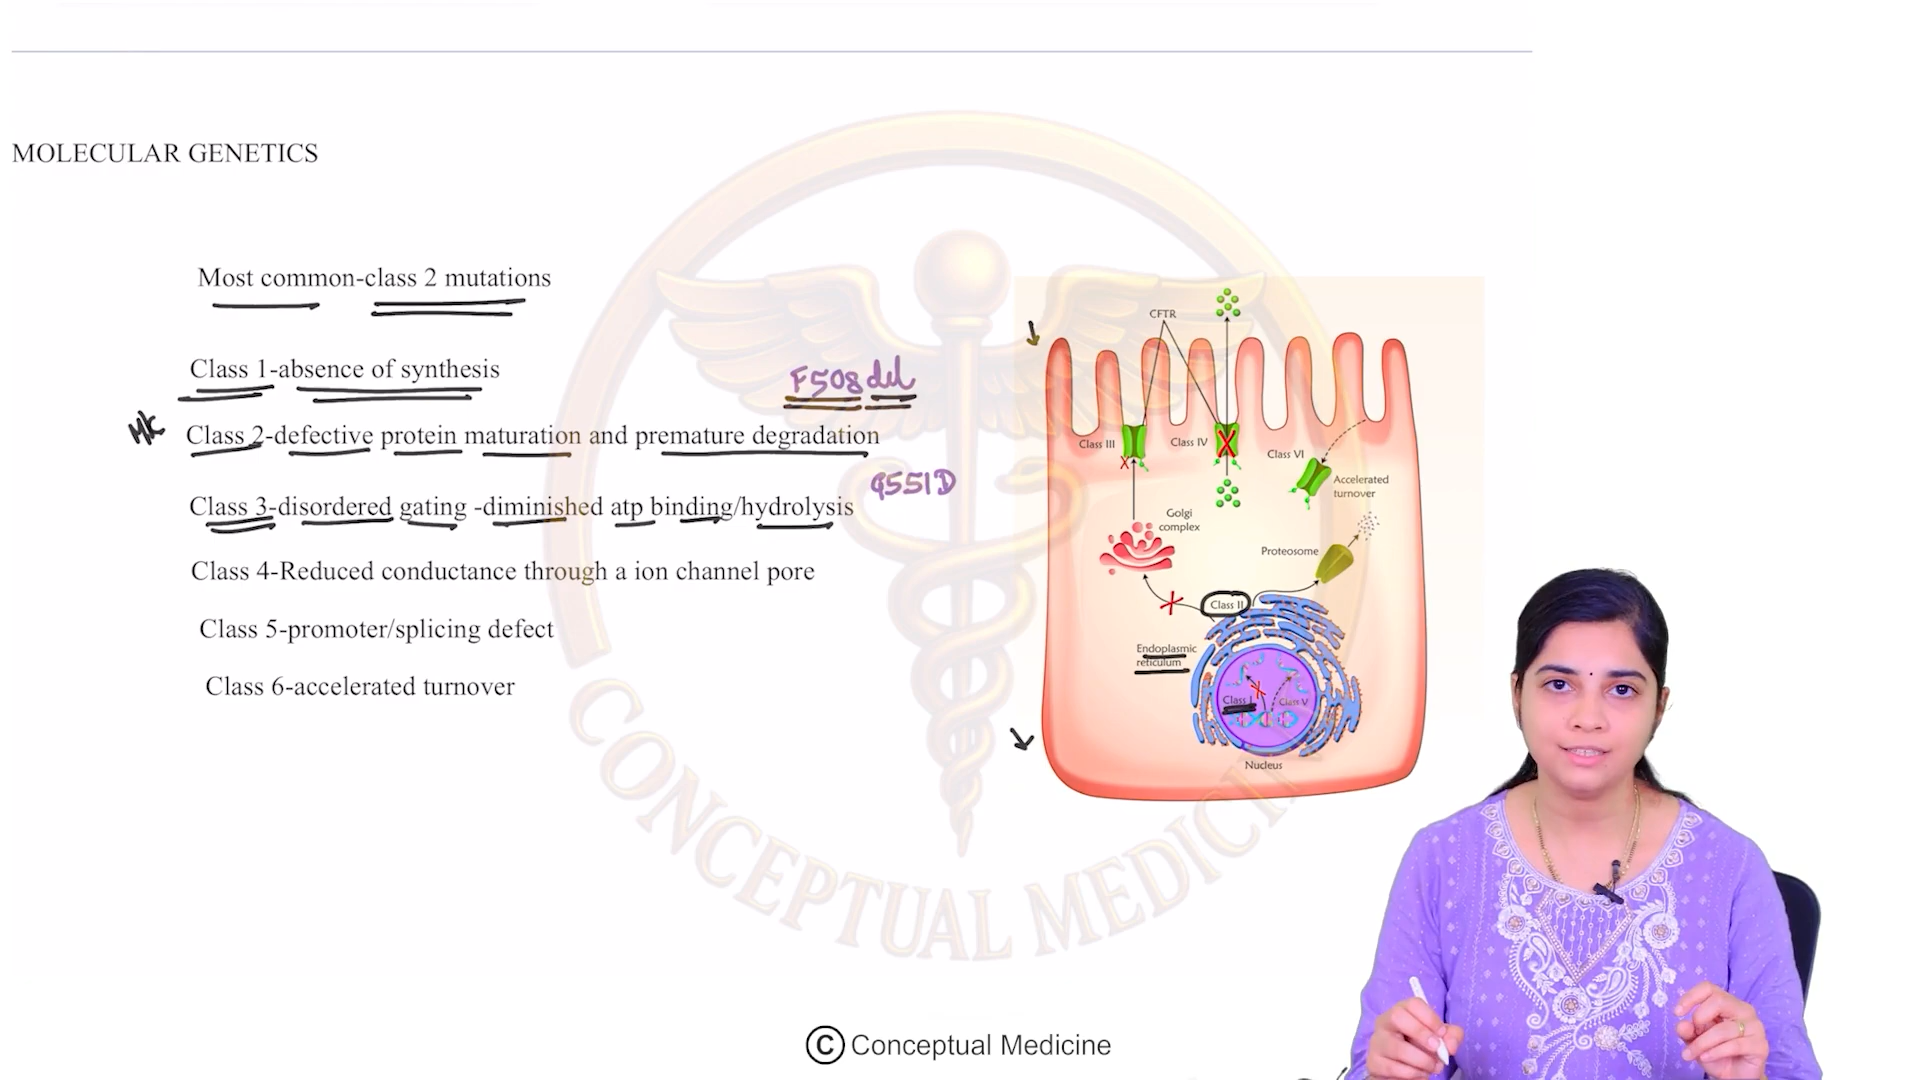 MOLECULAR GENETICS
Most common-class 2 mutations
Class 1-absence of synthesis
F508 del
MC
Class 2-defective protein maturation and premature degradation
G551D
Class 3-disordered gating -diminished atp binding/hydrolysis
Class 4-Reduced conductance through a ion channel pore
Class 5-promoter/splicing defect
Class 6-accelerated turnover
CFTR
Class III
Class IV
Class VI
Accelerated
turnover
Golgi
complex
Proteosome
Class II
Endoplasmic
reticulum
Class I
Class V
Nucleus
CONCEPTUAL MEDICINE
© Conceptual Medicine